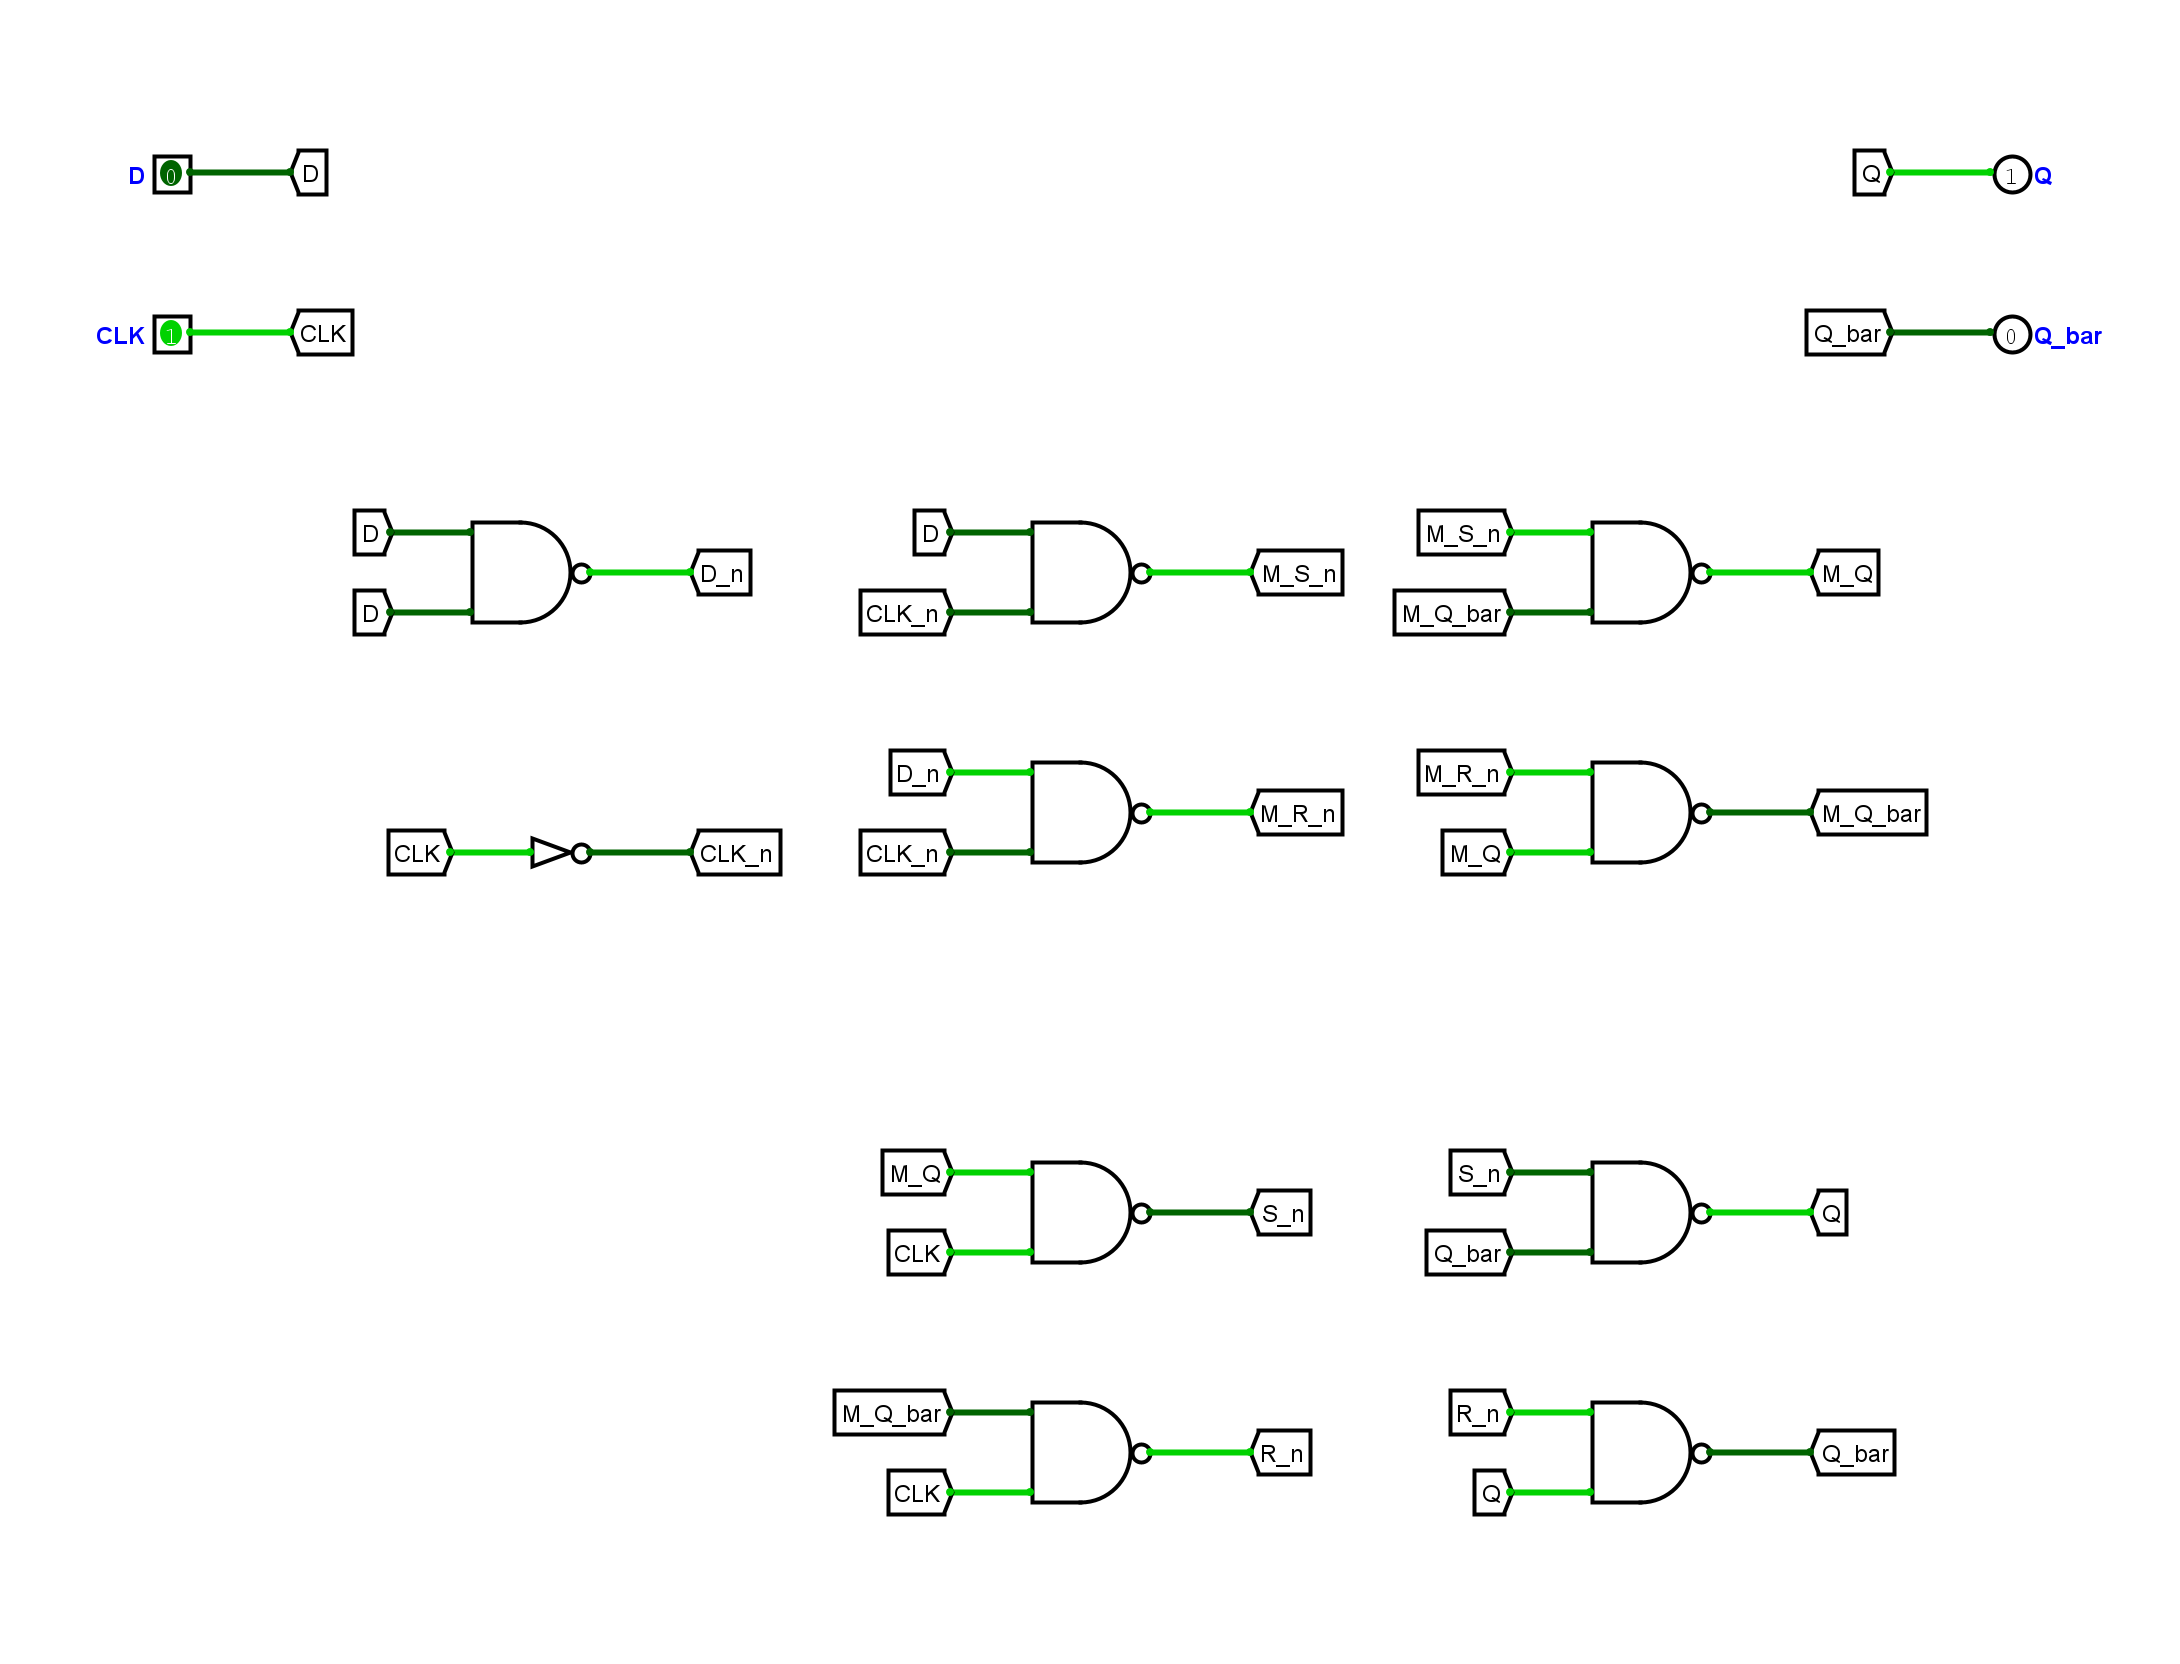 D 0 D
Q 1 Q
CLK 1 CLK
Q_bar 0 Q_bar
D
D
D_n
D
CLK_n
M_S_n
M_S_n
M_Q_bar
M_Q
CLK
CLK_n
D_n
CLK_n
M_R_n
M_R_n
M_Q
M_Q_bar
M_Q
CLK
S_n
S_n
Q_bar
Q
M_Q_bar
CLK
R_n
R_n
Q
Q_bar